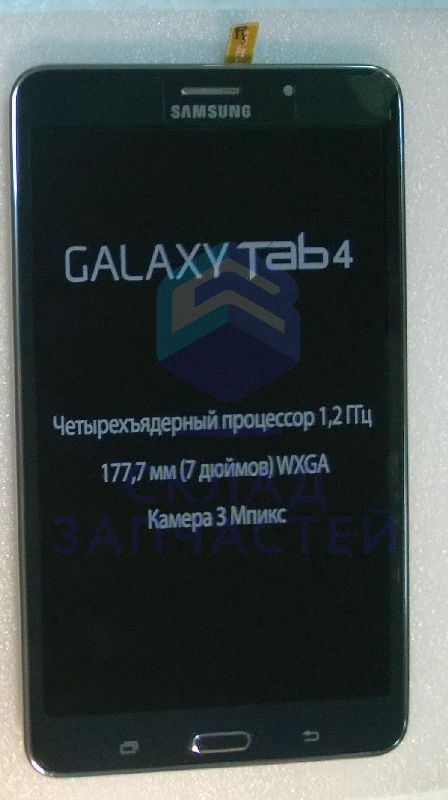 SAMSUNG
GALAXY Tab4
Четырехъядерный процессор 1,2 ГГц
177,7 мм (7 дюймов) WXGA
СКЛАД
Камера 3 Мпикс
ЗАПЧАСТЕЙ